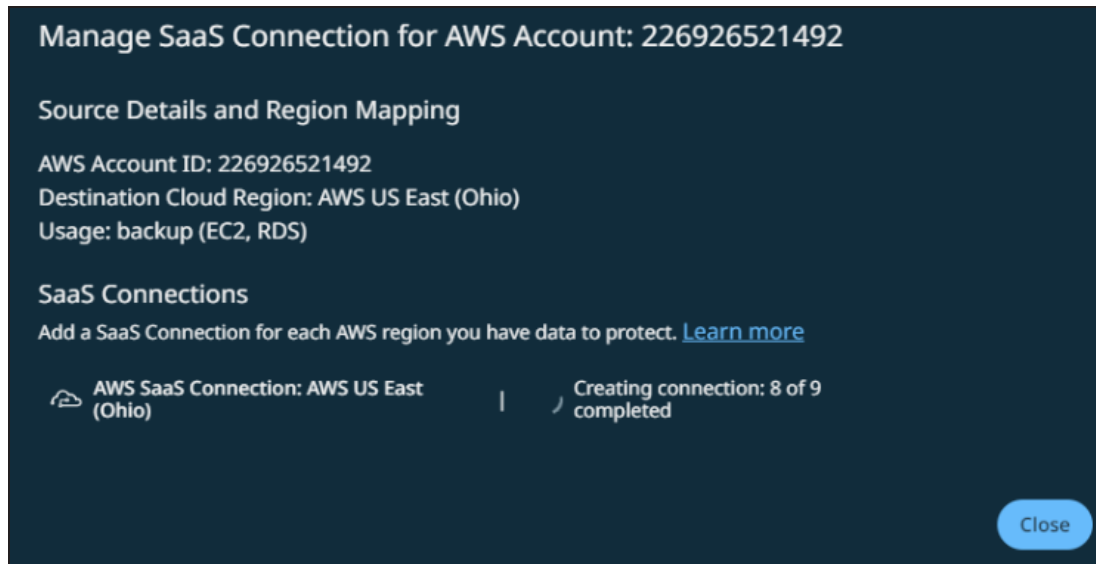 Manage SaaS Connection for AWS Account: 226926521492
Source Details and Region Mapping
AWS Account ID: 226926521492
Destination Cloud Region: AWS US East (Ohio)
Usage: backup (EC2, RDS)
SaaS Connections
Add a SaaS Connection for each AWS region you have data to protect. Learn more
AWS SaaS Connection: AWS US East
(Ohio)
Creating connection: 8 of 9
completed
Close